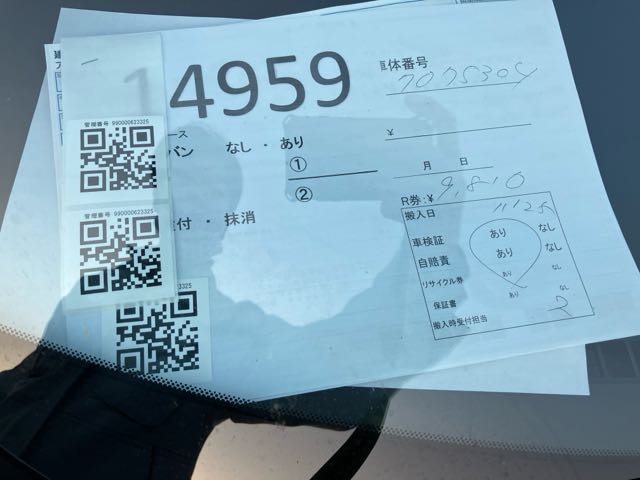 14959
車体番号
7075304
管理番号 990000623325
ース
バン なし ・ あり
①
②
¥
月 日
R券:¥ 9,810
付 ・ 抹消
搬入日 11/25
車検証 あり なし
自賠責 あり なし
リサイクル券 あり なし
保証書 あり なし
搬入時受付担当
管理番号 990000623325